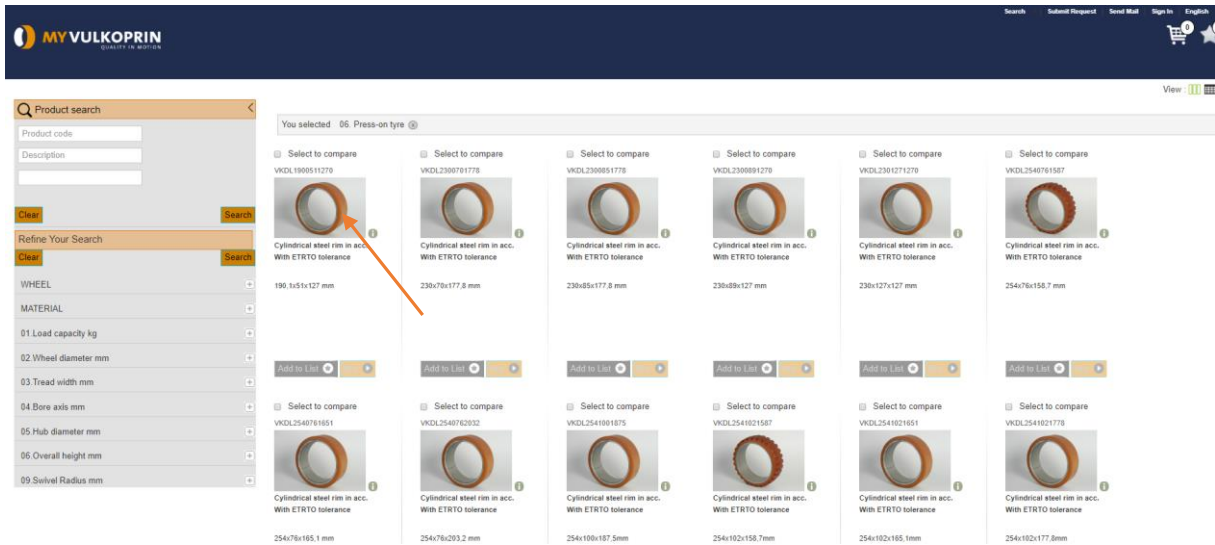 Search Submit Request Send Mail Sign In English
MYVULKOPRIN
QUALITY IN MOTION
0
View :
Product search
Product code
Description
Clear Search
Refine Your Search
Clear Search
WHEEL
MATERIAL
01.Load capacity kg
02.Wheel diameter mm
03.Tread width mm
04.Bore axis mm
05.Hub diameter mm
06.Overall height mm
09.Swivel Radius mm
You selected 06. Press-on tyre
Select to compare Select to compare Select to compare Select to compare Select to compare Select to compare
VKDL1900511270 VKDL2300701778 VKDL2300851778 VKDL2300891270 VKDL2301271270 VKDL2540761587
Cylindrical steel rim in acc. Cylindrical steel rim in acc. Cylindrical steel rim in acc. Cylindrical steel rim in acc. Cylindrical steel rim in acc. Cylindrical steel rim in acc.
With ETRTO tolerance With ETRTO tolerance With ETRTO tolerance With ETRTO tolerance With ETRTO tolerance With ETRTO tolerance
190,1x51x127 mm 230x70x177,8 mm 230x85x177,8 mm 230x89x127 mm 230x127x127 mm 254x76x158,7 mm
Add to List Add to List Add to List Add to List Add to List Add to List
Select to compare Select to compare Select to compare Select to compare Select to compare Select to compare
VKDL2540761651 VKDL2540762032 VKDL2541001875 VKDL2541021587 VKDL2541021651 VKDL2541021778
Cylindrical steel rim in acc. Cylindrical steel rim in acc. Cylindrical steel rim in acc. Cylindrical steel rim in acc. Cylindrical steel rim in acc. Cylindrical steel rim in acc.
With ETRTO tolerance With ETRTO tolerance With ETRTO tolerance With ETRTO tolerance With ETRTO tolerance With ETRTO tolerance
254x76x165,1 mm 254x76x203,2 mm 254x100x187,5mm 254x102x158,7mm 254x102x165,1mm 254x102x177,8mm